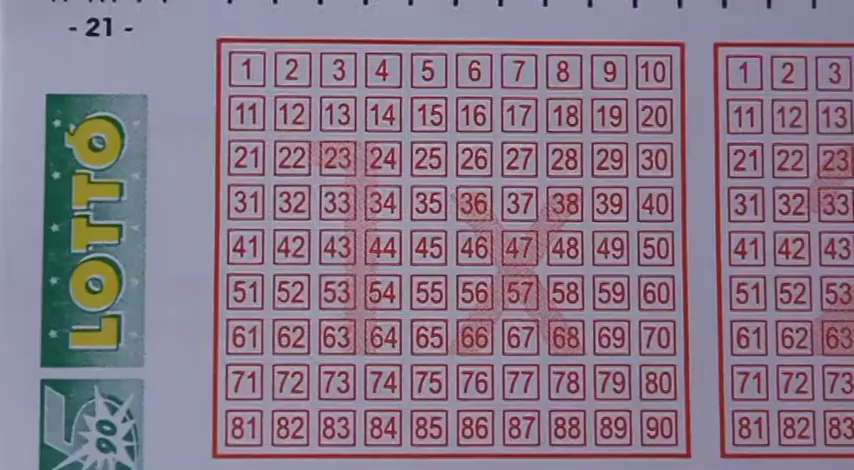 - 21 -
LOTTÓ
90
1 2 3 4 5 6 7 8 9 10
11 12 13 14 15 16 17 18 19 20
21 22 23 24 25 26 27 28 29 30
31 32 33 34 35 36 37 38 39 40
41 42 43 44 45 46 47 48 49 50
51 52 53 54 55 56 57 58 59 60
61 62 63 64 65 66 67 68 69 70
71 72 73 74 75 76 77 78 79 80
81 82 83 84 85 86 87 88 89 90
1x
1 2 3
11 12 13
21 22 23
31 32 33
41 42 43
51 52 53
61 62 63
71 72 73
81 82 83